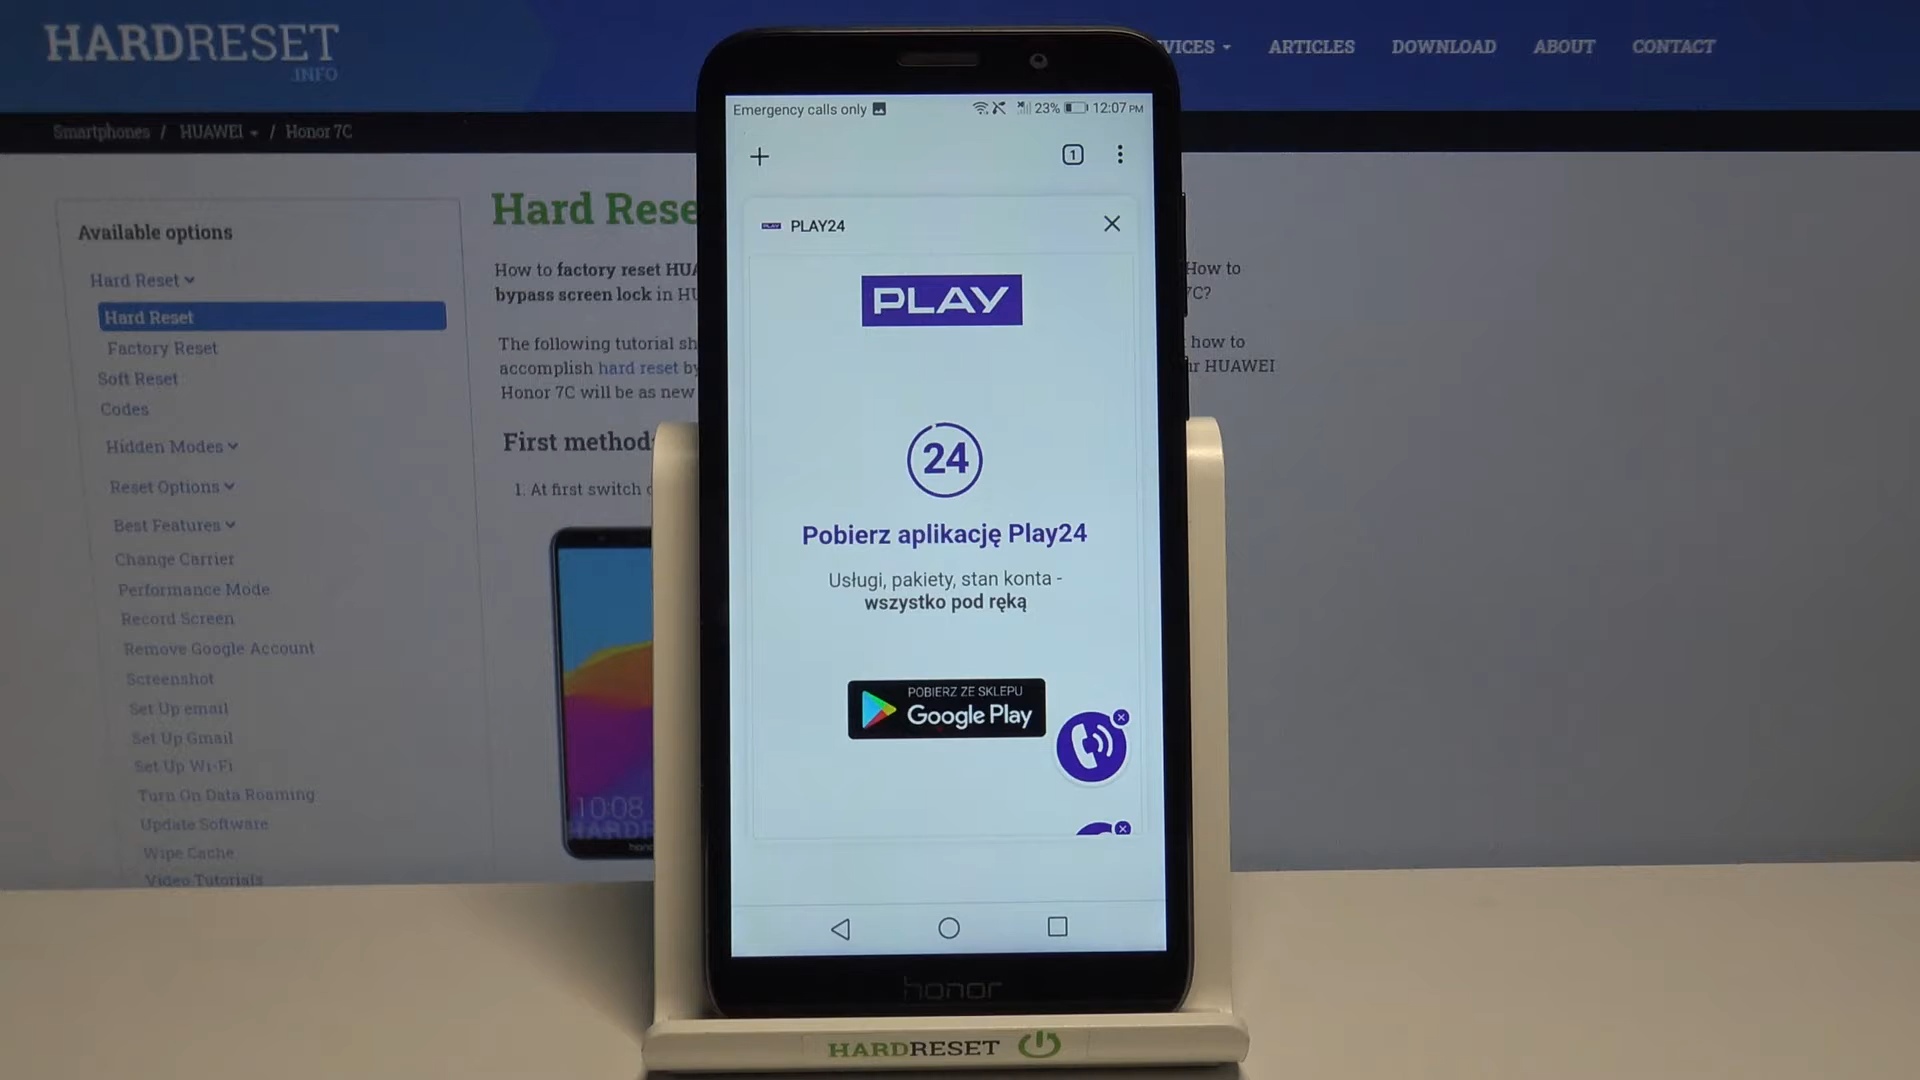 HARDRESET
.INFO
VICES
ARTICLES
DOWNLOAD
ABOUT
CONTACT
Smartphones / HUAWEI / Honor 7C
Available options
Hard Reset
Hard Reset
Factory Reset
Soft Reset
Codes
Hidden Modes
Reset Options
Best Features
Change Carrier
Performance Mode
Record Screen
Remove Google Account
Screenshot
Set Up email
Set Up Gmail
Set Up Wi-Fi
Turn On Data Roaming
Update Software
Wipe Cache
Video Tutorials
Hard Rese
How to factory reset HUA
bypass screen lock in HU
The following tutorial sh
accomplish hard reset by
Honor 7C will be as new
First method:
1. At first switch o
10:08
HARD
hono
How to
7C?
how to
ur HUAWEI
Emergency calls only
23%
12:07 PM
1
PLAY PLAY24
PLAY
24
Pobierz aplikację Play24
Usługi, pakiety, stan konta -
wszystko pod ręką
POBIERZ ZE SKLEPU
Google Play
honor
HARDRESET